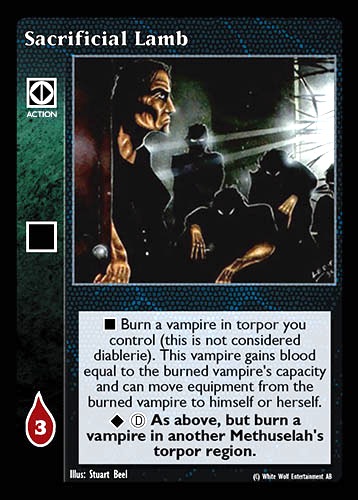 Sacrificial Lamb
ACTION
Burn a vampire in torpor you
control (this is not considered
diablerie). This vampire gains blood
equal to the burned vampire's capacity
and can move equipment from the
burned vampire to himself or herself.
D As above, but burn a
vampire in another Methuselah's
torpor region.
3
Illus: Stuart Beel
(C) White Wolf Entertainment AB